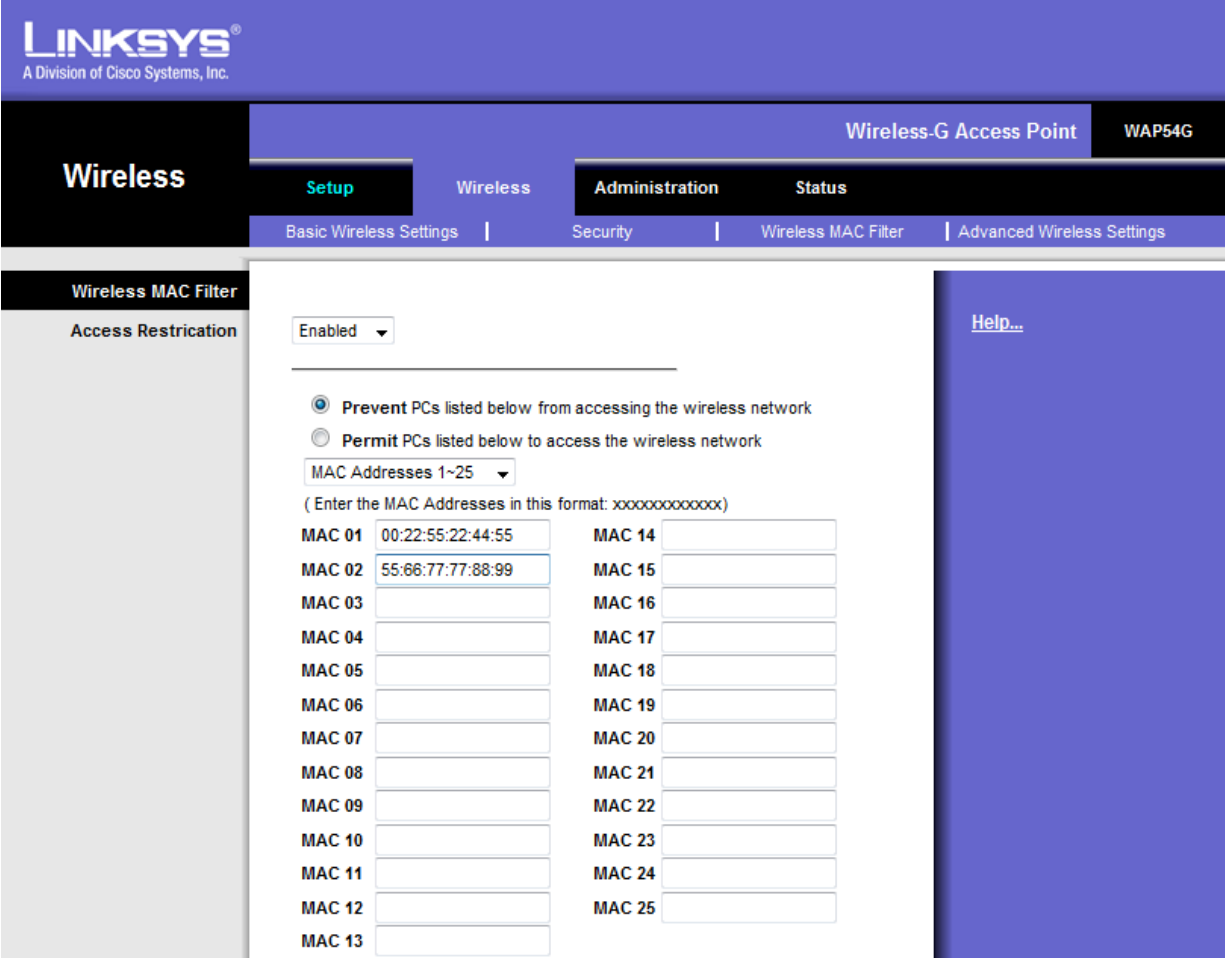 LINKSYS®
A Division of Cisco Systems, Inc.
Wireless-G Access Point WAP54G
Wireless
Setup Wireless Administration Status
Basic Wireless Settings Security Wireless MAC Filter Advanced Wireless Settings
Wireless MAC Filter
Access Restrication
Enabled
Help...
Prevent PCs listed below from accessing the wireless network
Permit PCs listed below to access the wireless network
MAC Addresses 1~25
( Enter the MAC Addresses in this format: xxxxxxxxxxxx)
MAC 01 00:22:55:22:44:55 MAC 14
MAC 02 55:66:77:77:88:99 MAC 15
MAC 03 MAC 16
MAC 04 MAC 17
MAC 05 MAC 18
MAC 06 MAC 19
MAC 07 MAC 20
MAC 08 MAC 21
MAC 09 MAC 22
MAC 10 MAC 23
MAC 11 MAC 24
MAC 12 MAC 25
MAC 13